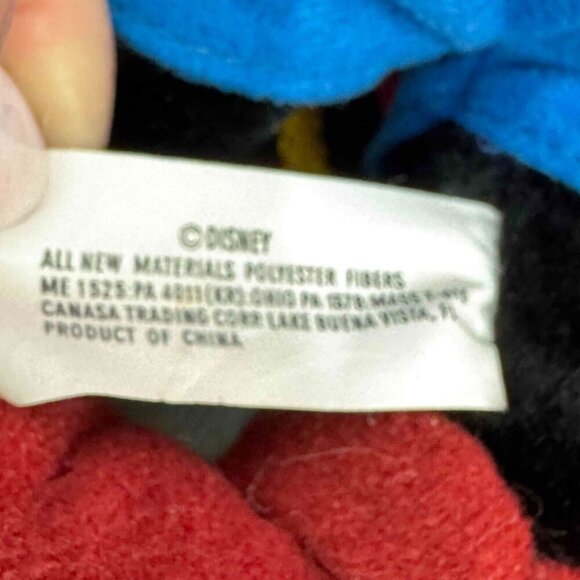 © DISNEY
ALL NEW MATERIALS POLYESTER FIBERS
ME 1525·PA 4011(KR)·OHIO PA 1578·MASS
CANASA TRADING CORP. LAKE BUENA VISTA, FL
PRODUCT OF CHINA